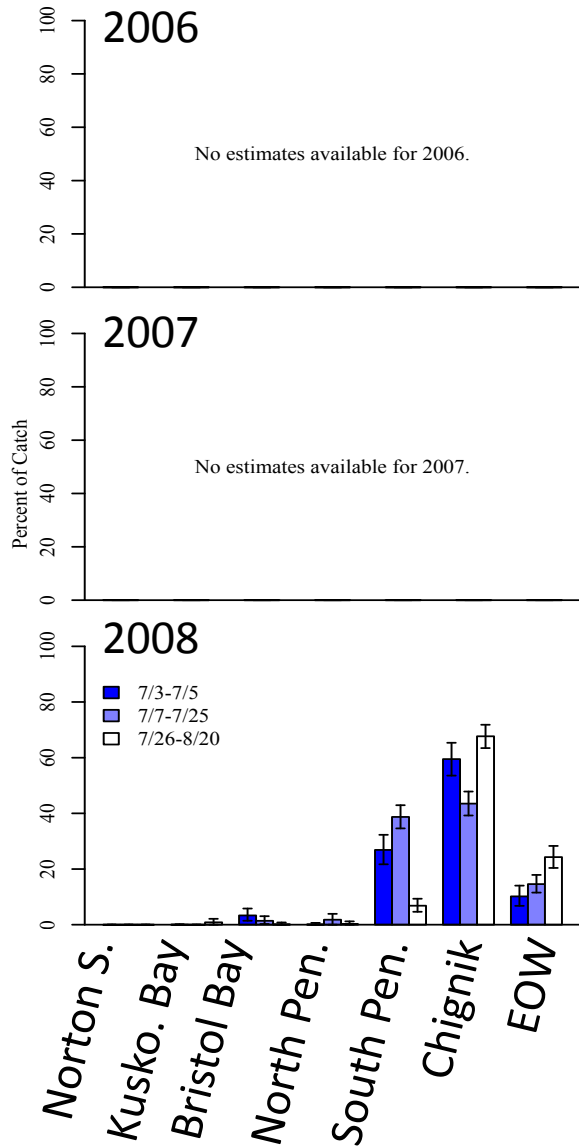 2006
100
80
60
40
20
0
No estimates available for 2006.
2007
100
80
60
40
20
0
No estimates available for 2007.
Percent of Catch
2008
100
80
60
40
20
0
7/3-7/5
7/7-7/25
7/26-8/20
Norton S.
Kusko. Bay
Bristol Bay
North Pen.
South Pen.
Chignik
EOW